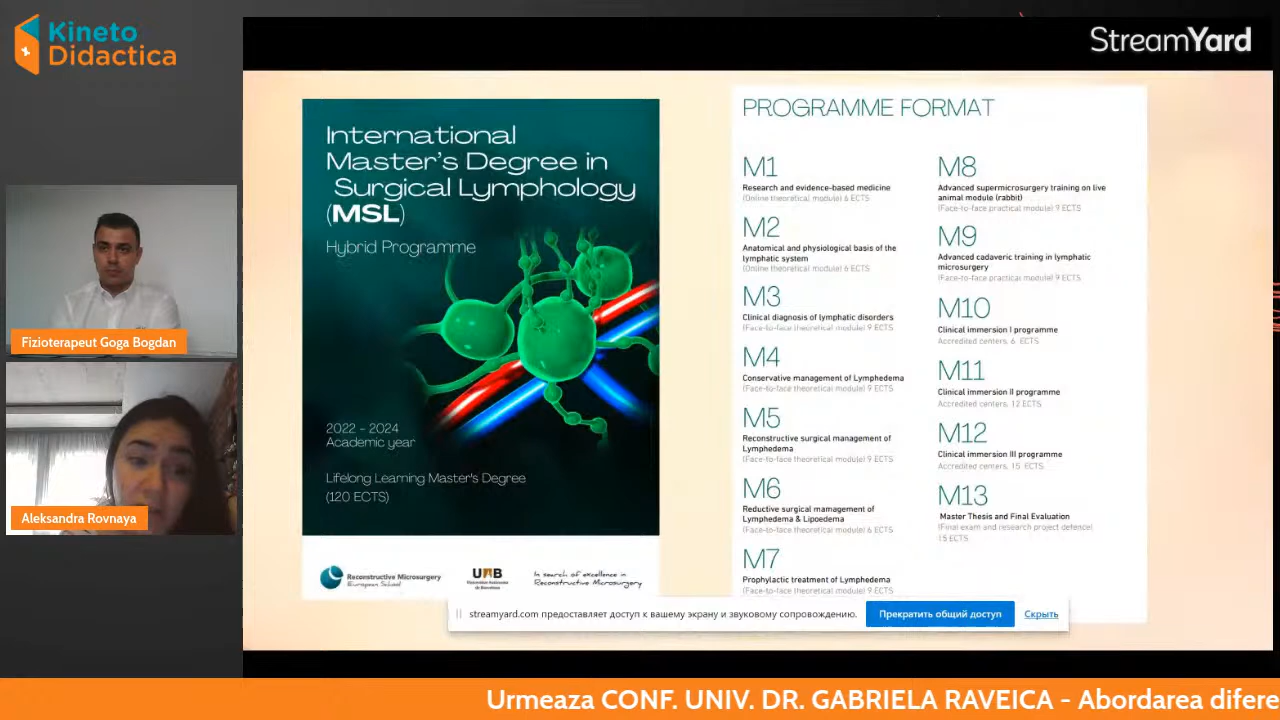 Kineto
Didactica
StreamYard
Fizioterapeut Goga Bogdan
Aleksandra Rovnaya
International
Master's Degree in
Surgical Lymphology
(MSL)
Hybrid Programme
2022 - 2024
Academic year
Lifelong Learning Master's Degree
(120 ECTS)
Reconstructive Microsurgery
European School
UAB
Universitat Autònoma
de Barcelona
In search of excellence in
Reconstructive Microsurgery
PROGRAMME FORMAT
M1
Research and evidence-based medicine
(Online theoretical module) 6 ECTS
M2
Anatomical and physiological basis of the
lymphatic system
(Online theoretical module) 6 ECTS
M3
Clinical diagnosis of lymphatic disorders
(Face-to-face theoretical module) 9 ECTS
M4
Conservative management of Lymphedema
(Face-to-face theoretical module) 9 ECTS
M5
Reconstructive surgical management of
Lymphedema
(Face-to-face theoretical module) 9 ECTS
M6
Reductive surgical mamagement of
Lymphedema & Lipoedema
(Face-to-face theoretical module) 6 ECTS
M7
Prophylactic treatment of Lymphedema
(Face-to-face theoretical module) 9 ECTS
M8
Advanced supermicrosurgery training on live
animal module (rabbit)
(Face-to-face practical module) 9 ECTS
M9
Advanced cadaveric training in lymphatic
microsurgery
(Face-to-face practical module) 9 ECTS
M10
Clinical immersion I programme
Accredited centers, 6 ECTS
M11
Clinical immersion II programme
Accredited centers, 12 ECTS
M12
Clinical immersion III programme
Accredited centers, 15 ECTS
M13
Master Thesis and Final Evaluation
(Final exam and research project defence)
15 ECTS
streamyard.com предоставляет доступ к вашему экрану и звуковому сопровождению.
Прекратить общий доступ
Скрыть
Urmeaza CONF. UNIV. DR. GABRIELA RAVEICA - Abordarea difere